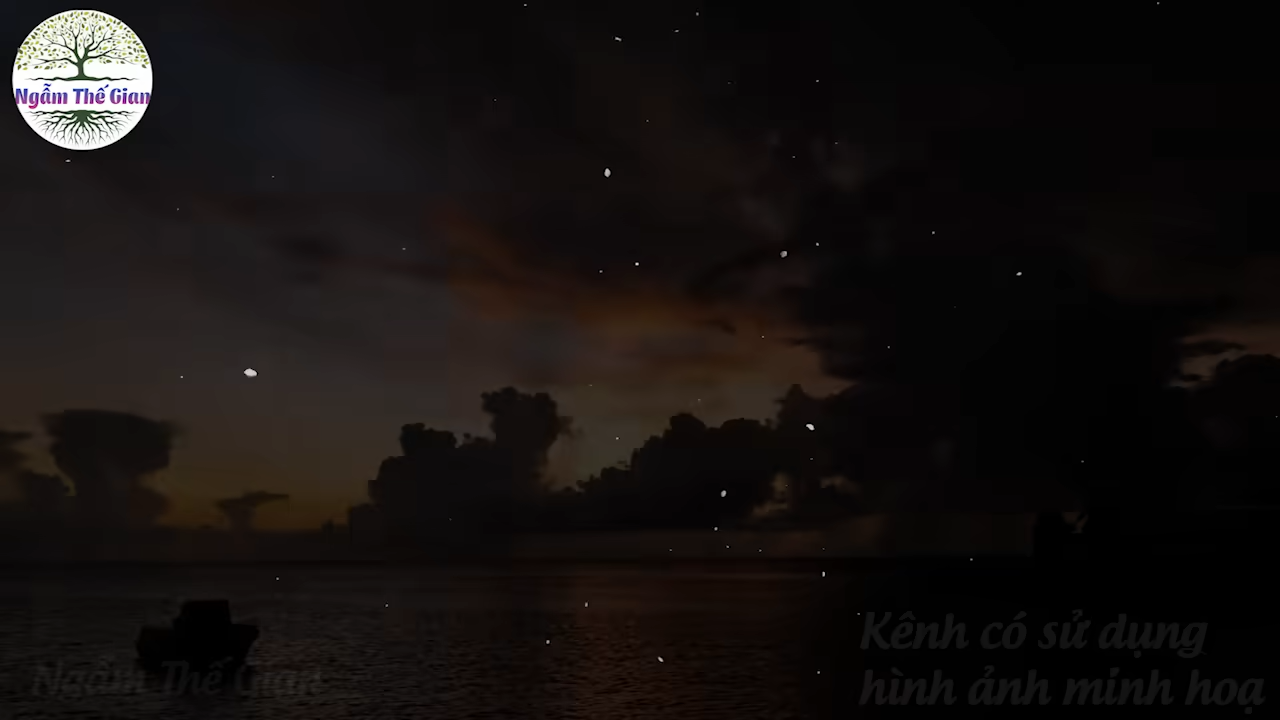 Ngẫm Thế Gian
Ngẫm Thế Gian
Kênh có sử dụng
hình ảnh minh hoạ